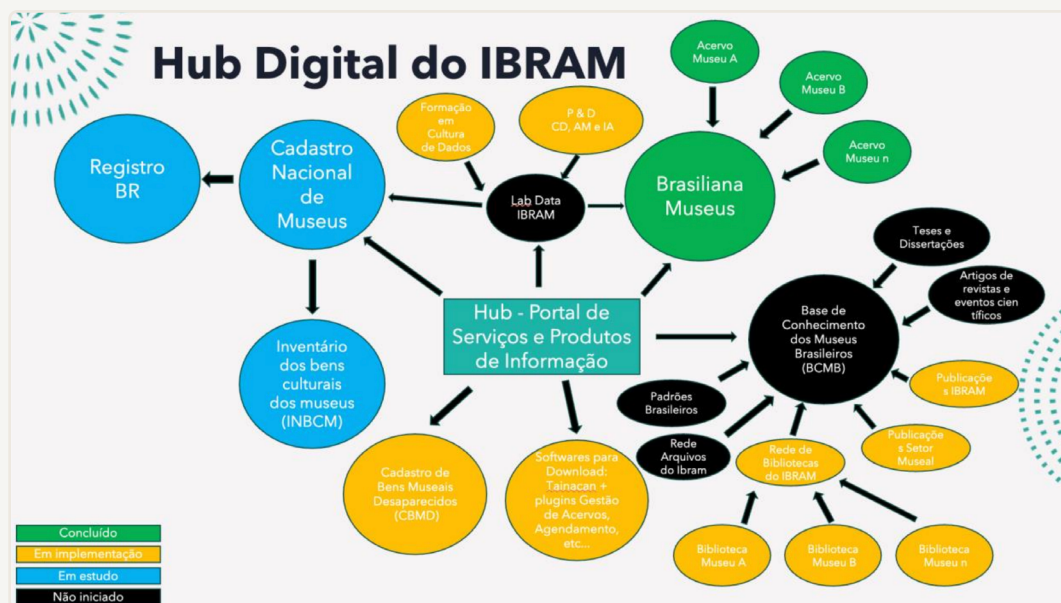 Hub Digital do IBRAM
Acervo
Museu A
Acervo
Museu B
Acervo
Museu n
Formação
em
Cultura
de Dados
P & D
CD, AM e IA
Registro
BR
Cadastro
Nacional
de
Museus
Lab Data
IBRAM
Brasiliana
Museus
Teses e
Dissertações
Artigos de
revistas e
eventos cien
tíficos
Hub - Portal de
Serviços e Produtos
de Informação
Base de
Conhecimento
dos Museus
Brasileiros
(BCMB)
Inventário
dos bens
culturais
dos museus
(INBCM)
Padrões
Brasileiros
Publicaçõe
s IBRAM
Rede
Arquivos
do Ibram
Rede de
Bibliotecas
do IBRAM
Publicaçõe
s Setor
Museal
Cadastro de
Bens Museais
Desaparecidos
(CBMD)
Softwares para
Download:
Tainacan +
plugins Gestão
de Acervos,
Agendamento,
etc...
Biblioteca
Museu A
Biblioteca
Museu B
Biblioteca
Museu n
Concluído
Em implementação
Em estudo
Não iniciado